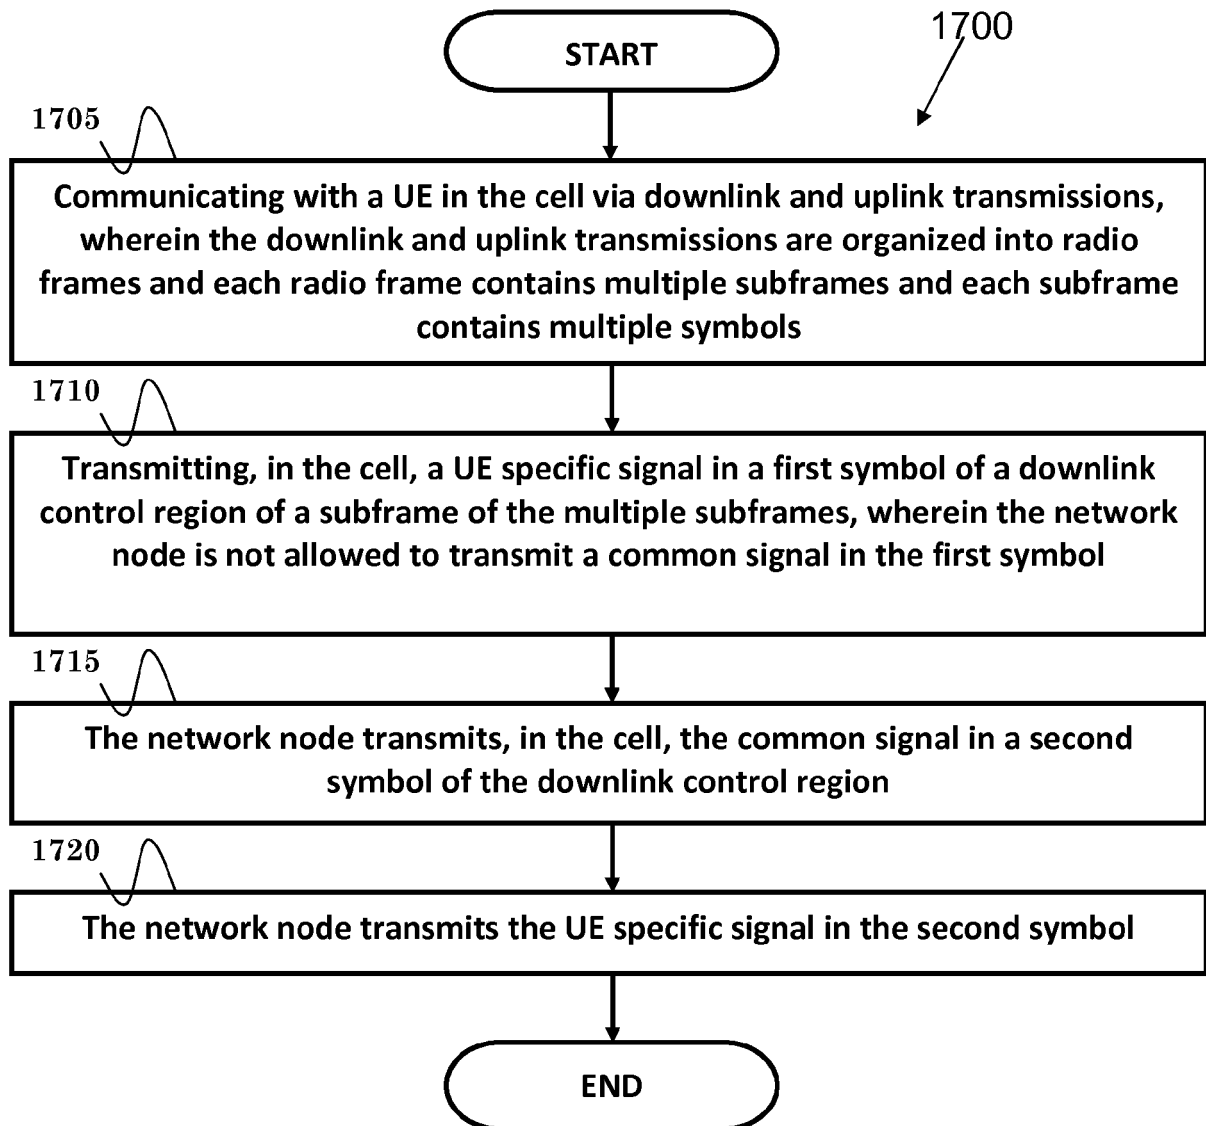 START
1700
1705
Communicating with a UE in the cell via downlink and uplink transmissions,
wherein the downlink and uplink transmissions are organized into radio
frames and each radio frame contains multiple subframes and each subframe
contains multiple symbols
1710
Transmitting, in the cell, a UE specific signal in a first symbol of a downlink
control region of a subframe of the multiple subframes, wherein the network
node is not allowed to transmit a common signal in the first symbol
1715
The network node transmits, in the cell, the common signal in a second
symbol of the downlink control region
1720
The network node transmits the UE specific signal in the second symbol
END